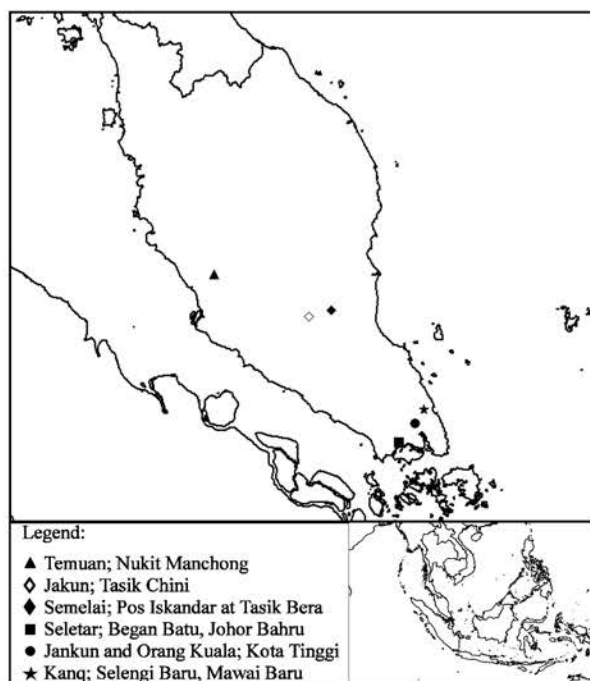 Legend:
▲ Temuan; Nukit Manchong
◇ Jakun; Tasik Chini
◆ Semelai; Pos Iskandar at Tasik Bera
■ Seletar; Began Batu, Johor Bahru
● Jankun and Orang Kuala; Kota Tinggi
★ Kanq; Selengi Baru, Mawai Baru